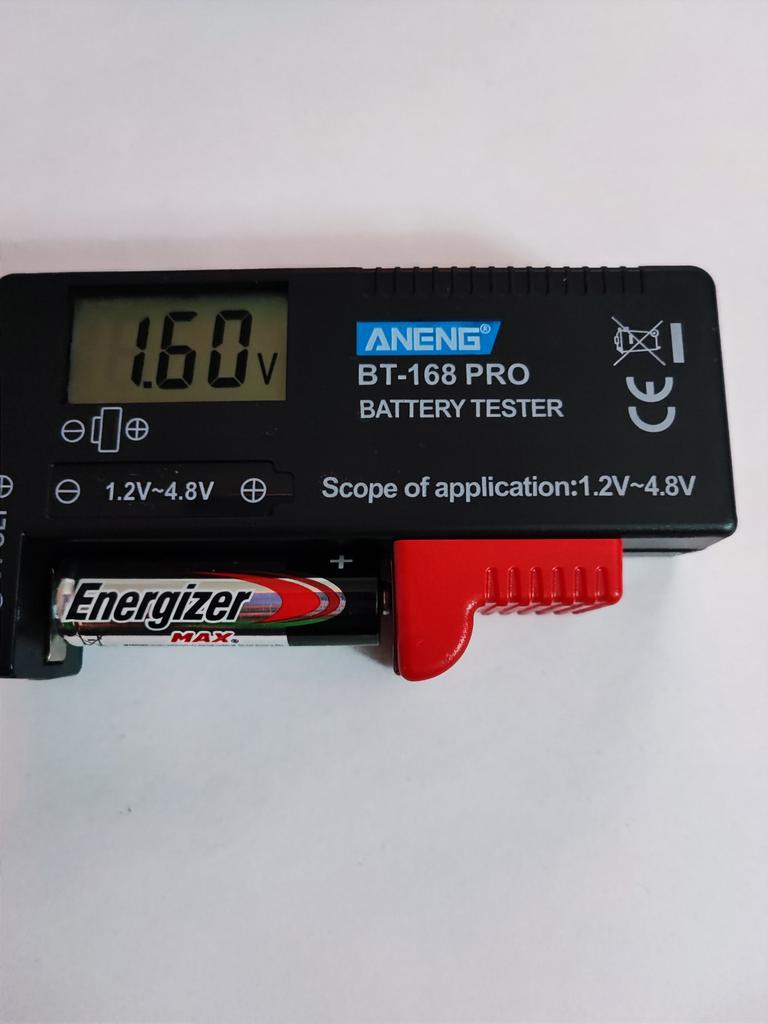 1.60V
ANENG®
BT-168 PRO
BATTERY TESTER
CE
⊖ ⊕
⊖ 1.2V~4.8V ⊕
Scope of application:1.2V~4.8V
+
Energizer
MAX®